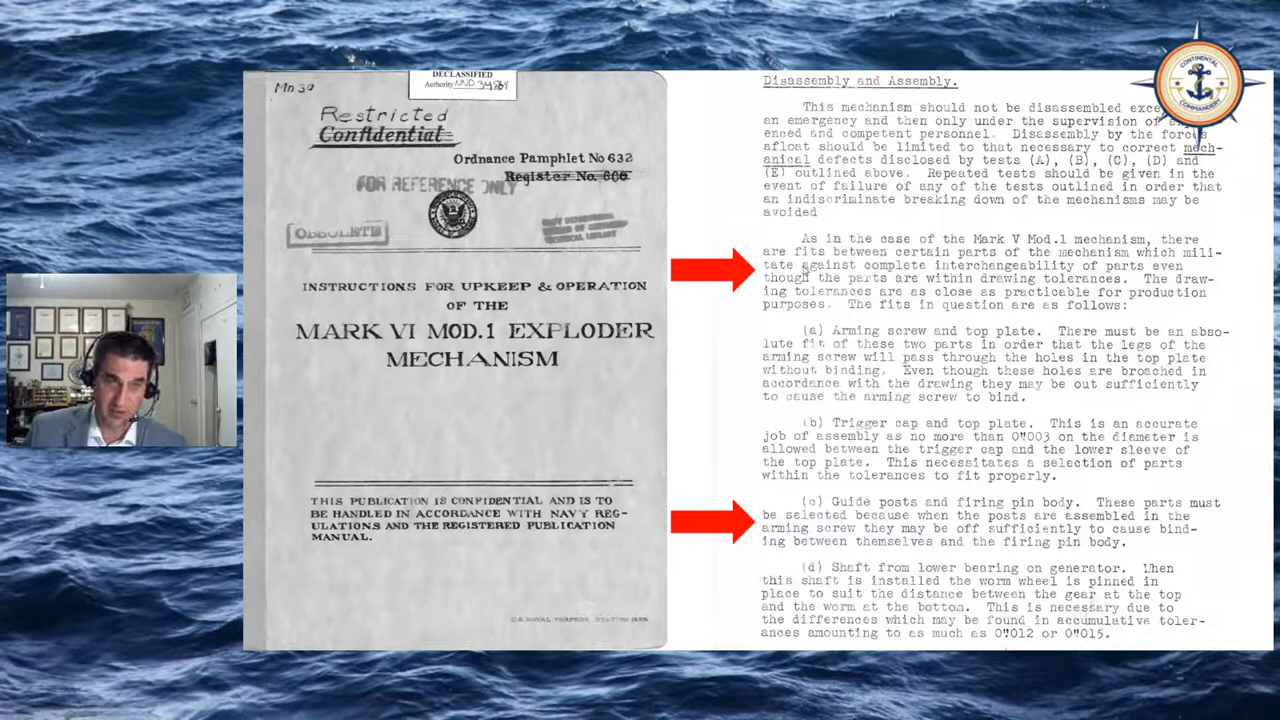 DECLASSIFIED
Authority NND 34264
Mn 30
Restricted
Confidential
Ordnance Pamphlet No 632
Register No. 600
FOR REFERENCE ONLY
OBSOLETE
INSTRUCTIONS FOR UPKEEP & OPERATION
OF THE
MARK VI MOD.1 EXPLODER
MECHANISM
THIS PUBLICATION IS CONFIDENTIAL AND IS TO
BE HANDLED IN ACCORDANCE WITH NAVY REG-
ULATIONS AND THE REGISTERED PUBLICATION
MANUAL.
U.S. NAVAL TORPEDO STATION
CONTINENTAL
COMMANDERY
Disassembly and Assembly.
This mechanism should not be disassembled
an emergency and then only under the supervision of
enced and competent personnel. Disassembly by the forces
afloat should be limited to that necessary to correct mech-
anical defects disclosed by tests (A), (B), (C), (D) and
(E) outlined above. Repeated tests should be given in the
event of failure of any of the tests outlined in order that
an indiscriminate breaking down of the mechanisms may be
avoided
As in the case of the Mark V Mod.1 mechanism, there
are fits between certain parts of the mechanism which mili-
tate against complete interchangeability of parts even
though the parts are within drawing tolerances. The draw-
ing tolerances are as close as practicable for production
purposes. The fits in question are as follows:
(a) Arming screw and top plate. There must be an abso-
lute fit of these two parts in order that the legs of the
arming screw will pass through the holes in the top plate
without binding. Even though these holes are broached in
accordance with the drawing they may be out sufficiently
to cause the arming screw to bind.
(b) Trigger cap and top plate. This is an accurate
job of assembly as no more than 0"003 on the diameter is
allowed between the trigger cap and the lower sleeve of
the top plate. This necessitates a selection of parts
within the tolerances to fit properly.
(c) Guide posts and firing pin body. These parts must
be selected because when the posts are assembled in the
arming screw they may be off sufficiently to cause bind-
ing between themselves and the firing pin body.
(d) Shaft from lower bearing on generator. When
this shaft is installed the worm wheel is pinned in
place to suit the distance between the gear at the top
and the worm at the bottom. This is necessary due to
the differences which may be found in accumulative toler-
ances amounting to as much as 0"012 or 0"015.